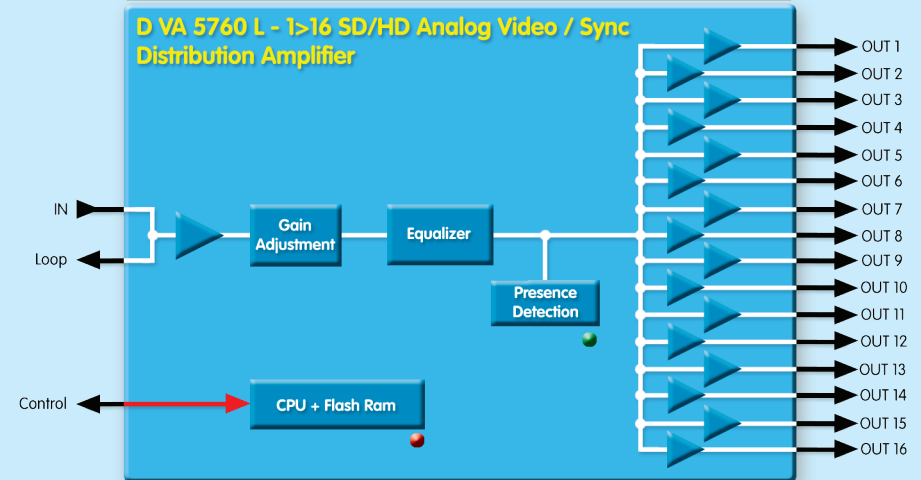 D VA 5760 L - 1>16 SD/HD Analog Video / Sync
Distribution Amplifier
IN
Loop
Gain
Adjustment
Equalizer
Presence
Detection
Control
CPU + Flash Ram
OUT 1
OUT 2
OUT 3
OUT 4
OUT 5
OUT 6
OUT 7
OUT 8
OUT 9
OUT 10
OUT 11
OUT 12
OUT 13
OUT 14
OUT 15
OUT 16